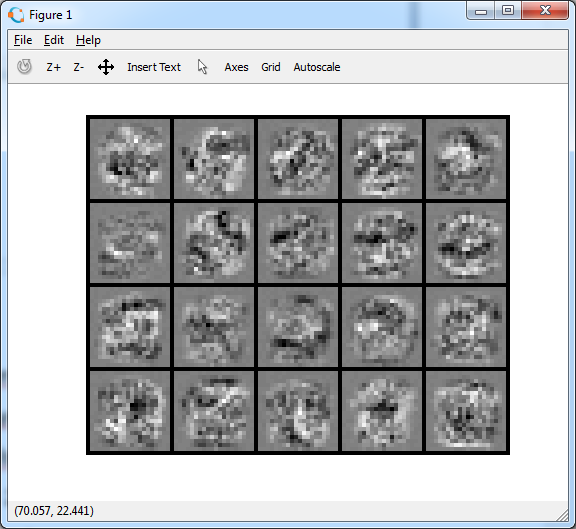 Figure 1
File Edit Help
Z+ Z- Insert Text Axes Grid Autoscale
(70.057, 22.441)